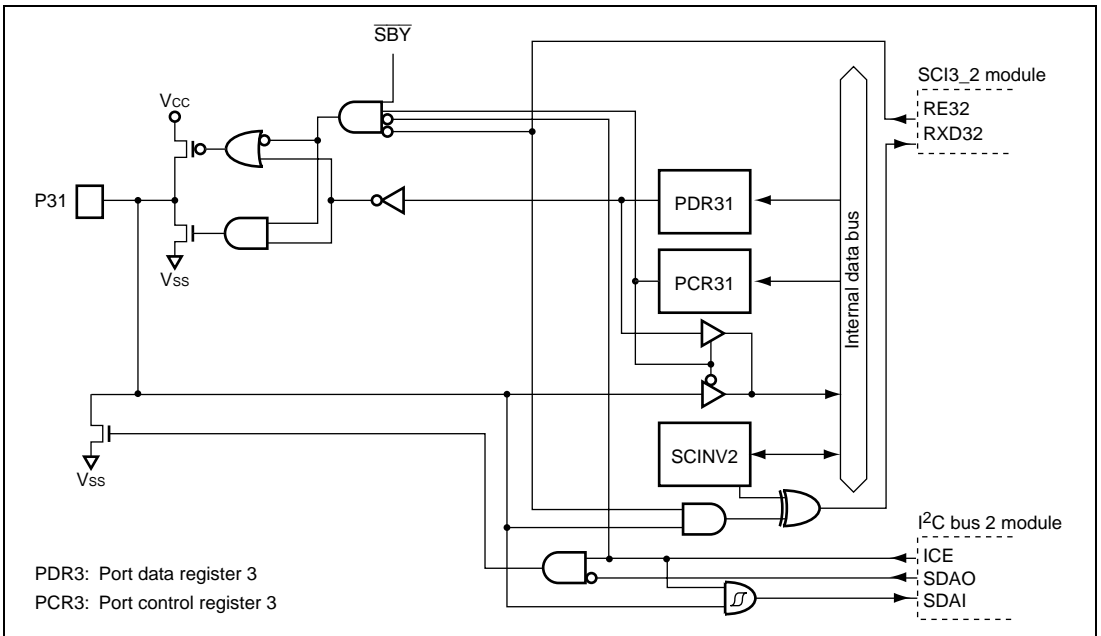 SBY
SCI3_2 module
VCC
RE32
RXD32
P31
PDR31
PCR31
VSS
Internal data bus
SCINV2
VSS
I2C bus 2 module
ICE
SDAO
SDAI
PDR3: Port data register 3
PCR3: Port control register 3